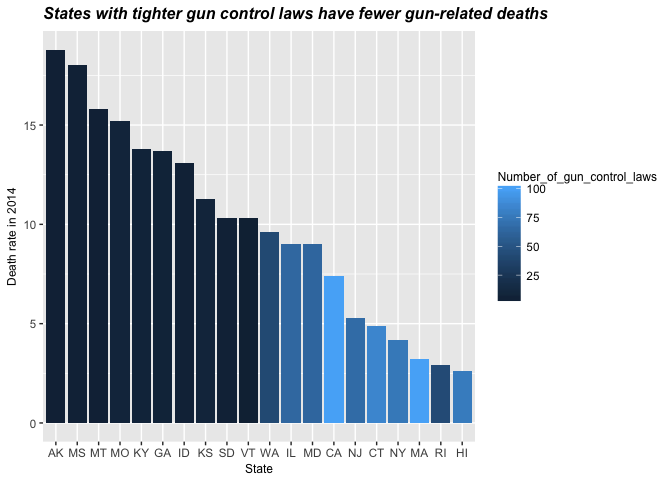 States with tighter gun control laws have fewer gun-related deaths
Death rate in 2014
15
10
5
0
AK MS MT MO KY GA ID KS SD VT WA IL MD CA NJ CT NY MA RI HI
State
Number_of_gun_control_laws
100
75
50
25